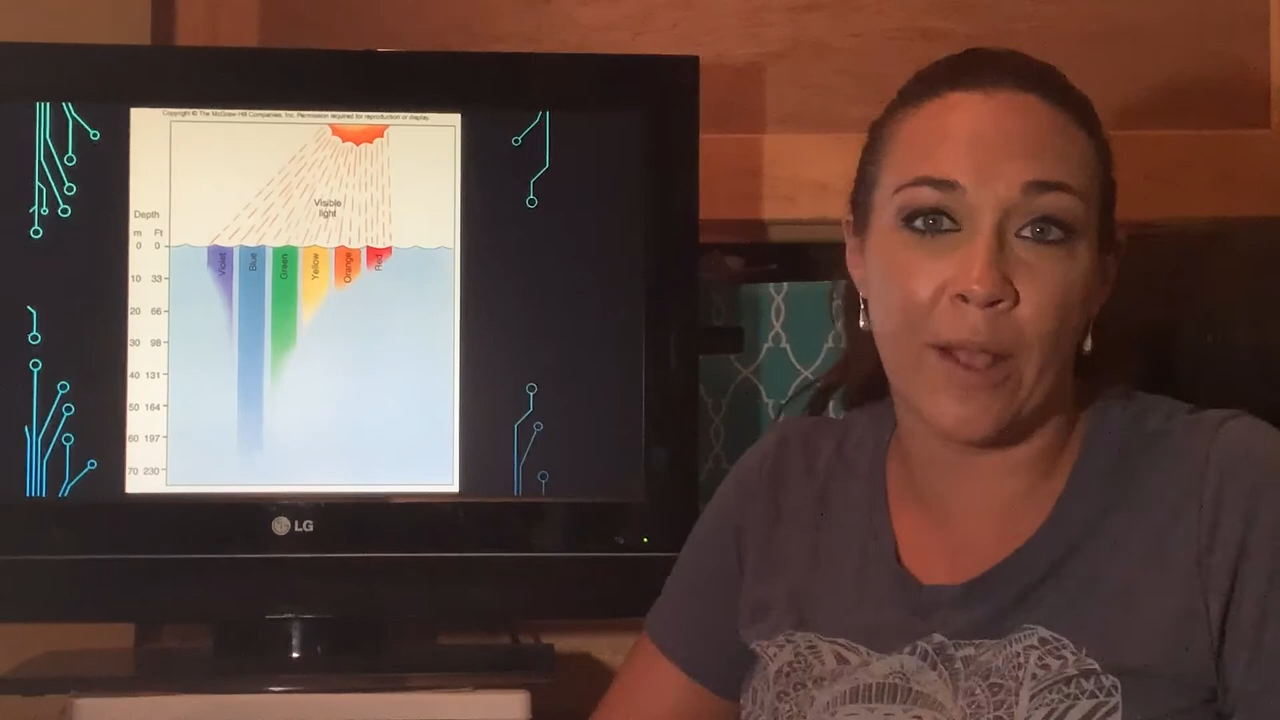 Copyright © The McGraw-Hill Companies, Inc. Permission required for reproduction or display.
Visible
light
Depth
m Ft
0 0
Violet
Blue
Green
Yellow
Orange
Red
10 33
20 66
30 98
40 131
50 164
60 197
70 230
LG